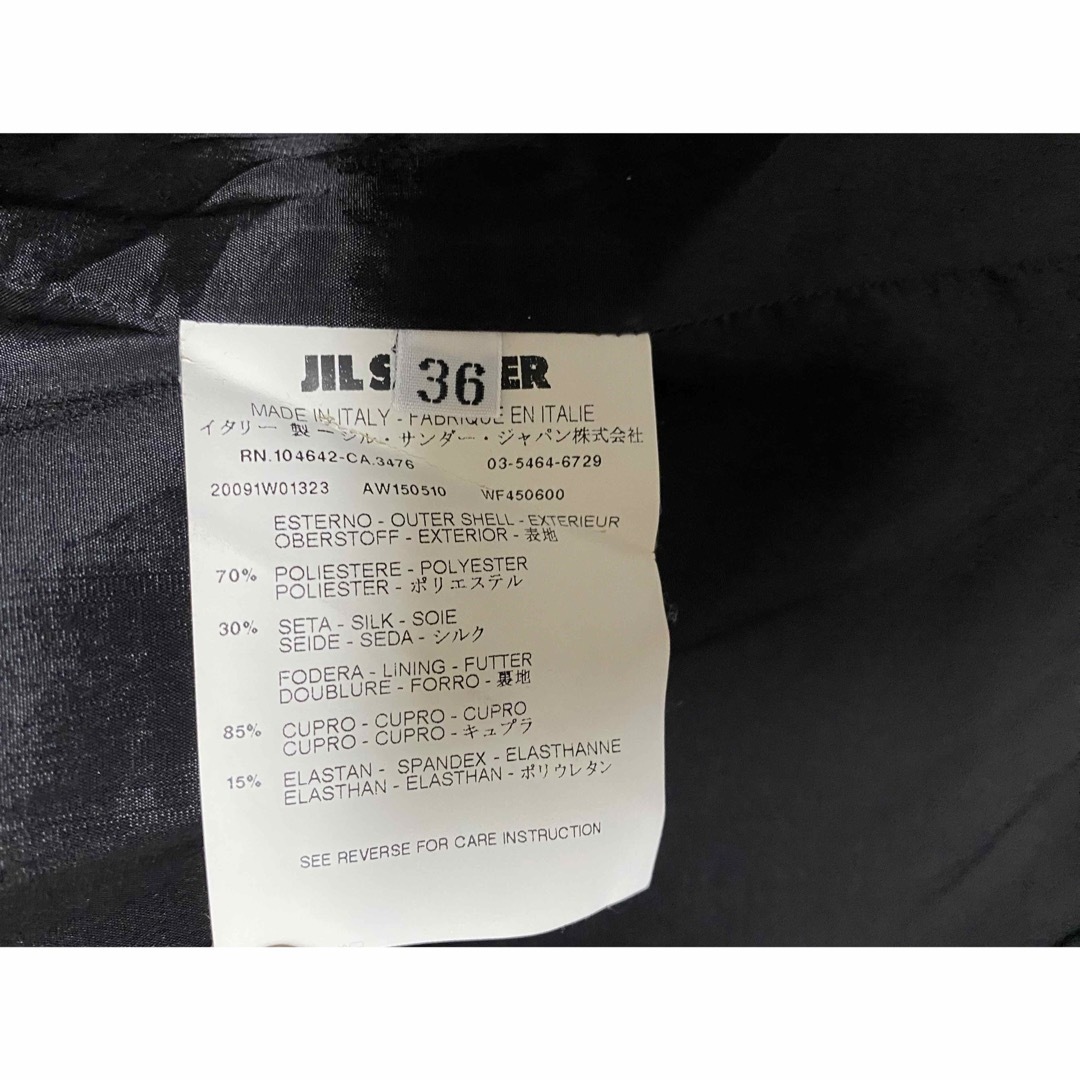 JIL S ER
36
MADE IN ITALY - FABRIQUE EN ITALIE
イタリー 製 ー ジル・サンダー・ジャパン株式会社
RN.104642-CA.3476 03-5464-6729
20091W01323 AW150510 WF450600
ESTERNO - OUTER SHELL - EXTERIEUR
OBERSTOFF - EXTERIOR - 表地
70% POLIESTERE - POLYESTER
POLIESTER - ポリエステル
30% SETA - SILK - SOIE
SEIDE - SEDA - シルク
FODERA - LINING - FUTTER
DOUBLURE - FORRO - 裏地
85% CUPRO - CUPRO - CUPRO
CUPRO - CUPRO - キュプラ
15% ELASTAN - SPANDEX - ELASTHANNE
ELASTHAN - ELASTHAN - ポリウレタン
SEE REVERSE FOR CARE INSTRUCTION